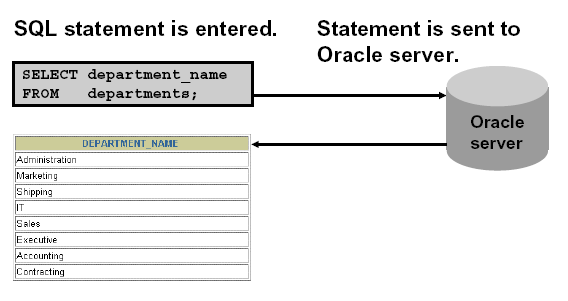 SQL statement is entered.
Statement is sent to
Oracle server.
SELECT department_name
FROM departments;
Oracle
server
DEPARTMENT_NAME
Administration
Marketing
Shipping
IT
Sales
Executive
Accounting
Contracting